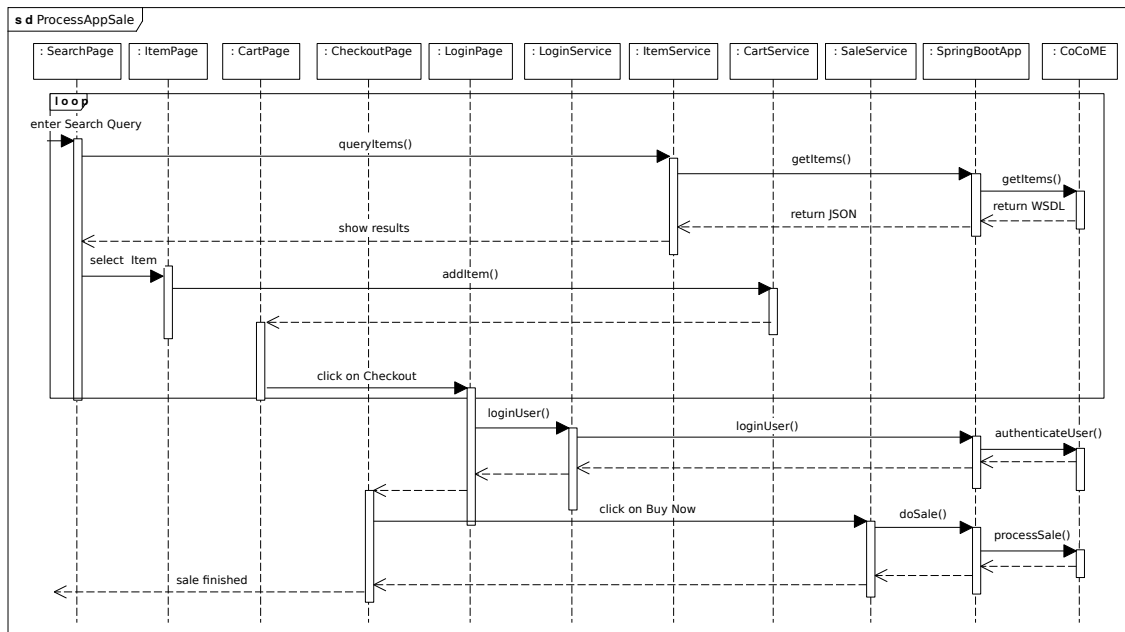 sd ProcessAppSale
: SearchPage
: ItemPage
: CartPage
: CheckoutPage
: LoginPage
: LoginService
: ItemService
: CartService
: SaleService
: SpringBootApp
: CoCoME
loop
enter Search Query
queryItems()
getItems()
getItems()
return WSDL
return JSON
show results
select Item
addItem()
click on Checkout
loginUser()
loginUser()
authenticateUser()
click on Buy Now
doSale()
processSale()
sale finished